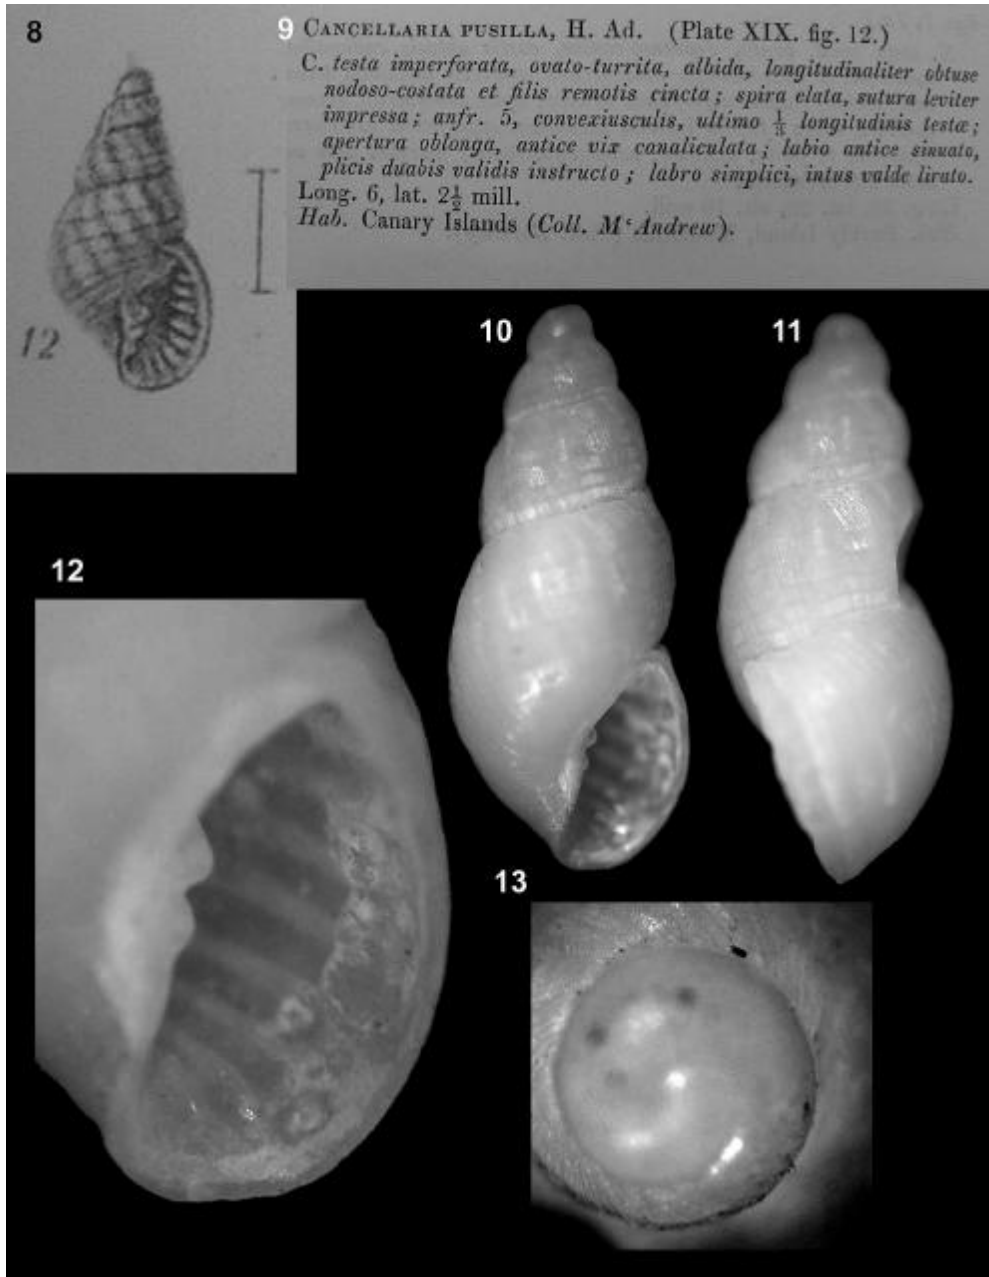 8
9 CANCELLARIA PUSILLA, H. Ad. (Plate XIX. fig. 12.)
C. testa imperforata, ovato-turrita, albida, longitudinaliter obtuse
nodoso-costata et filis remotis cincta; spira elata, sutura leviter
impressa; anfr. 5, convexiusculis, ultimo ⅓ longitudinis testæ;
apertura oblonga, antice vix canaliculata; labio antice sinuato,
plicis duabis validis instructo; labro simplici, intus valde lirato.
Long. 6, lat. 2½ mill.
Hab. Canary Islands (Coll. MᶜAndrew).
12
10
11
12
13